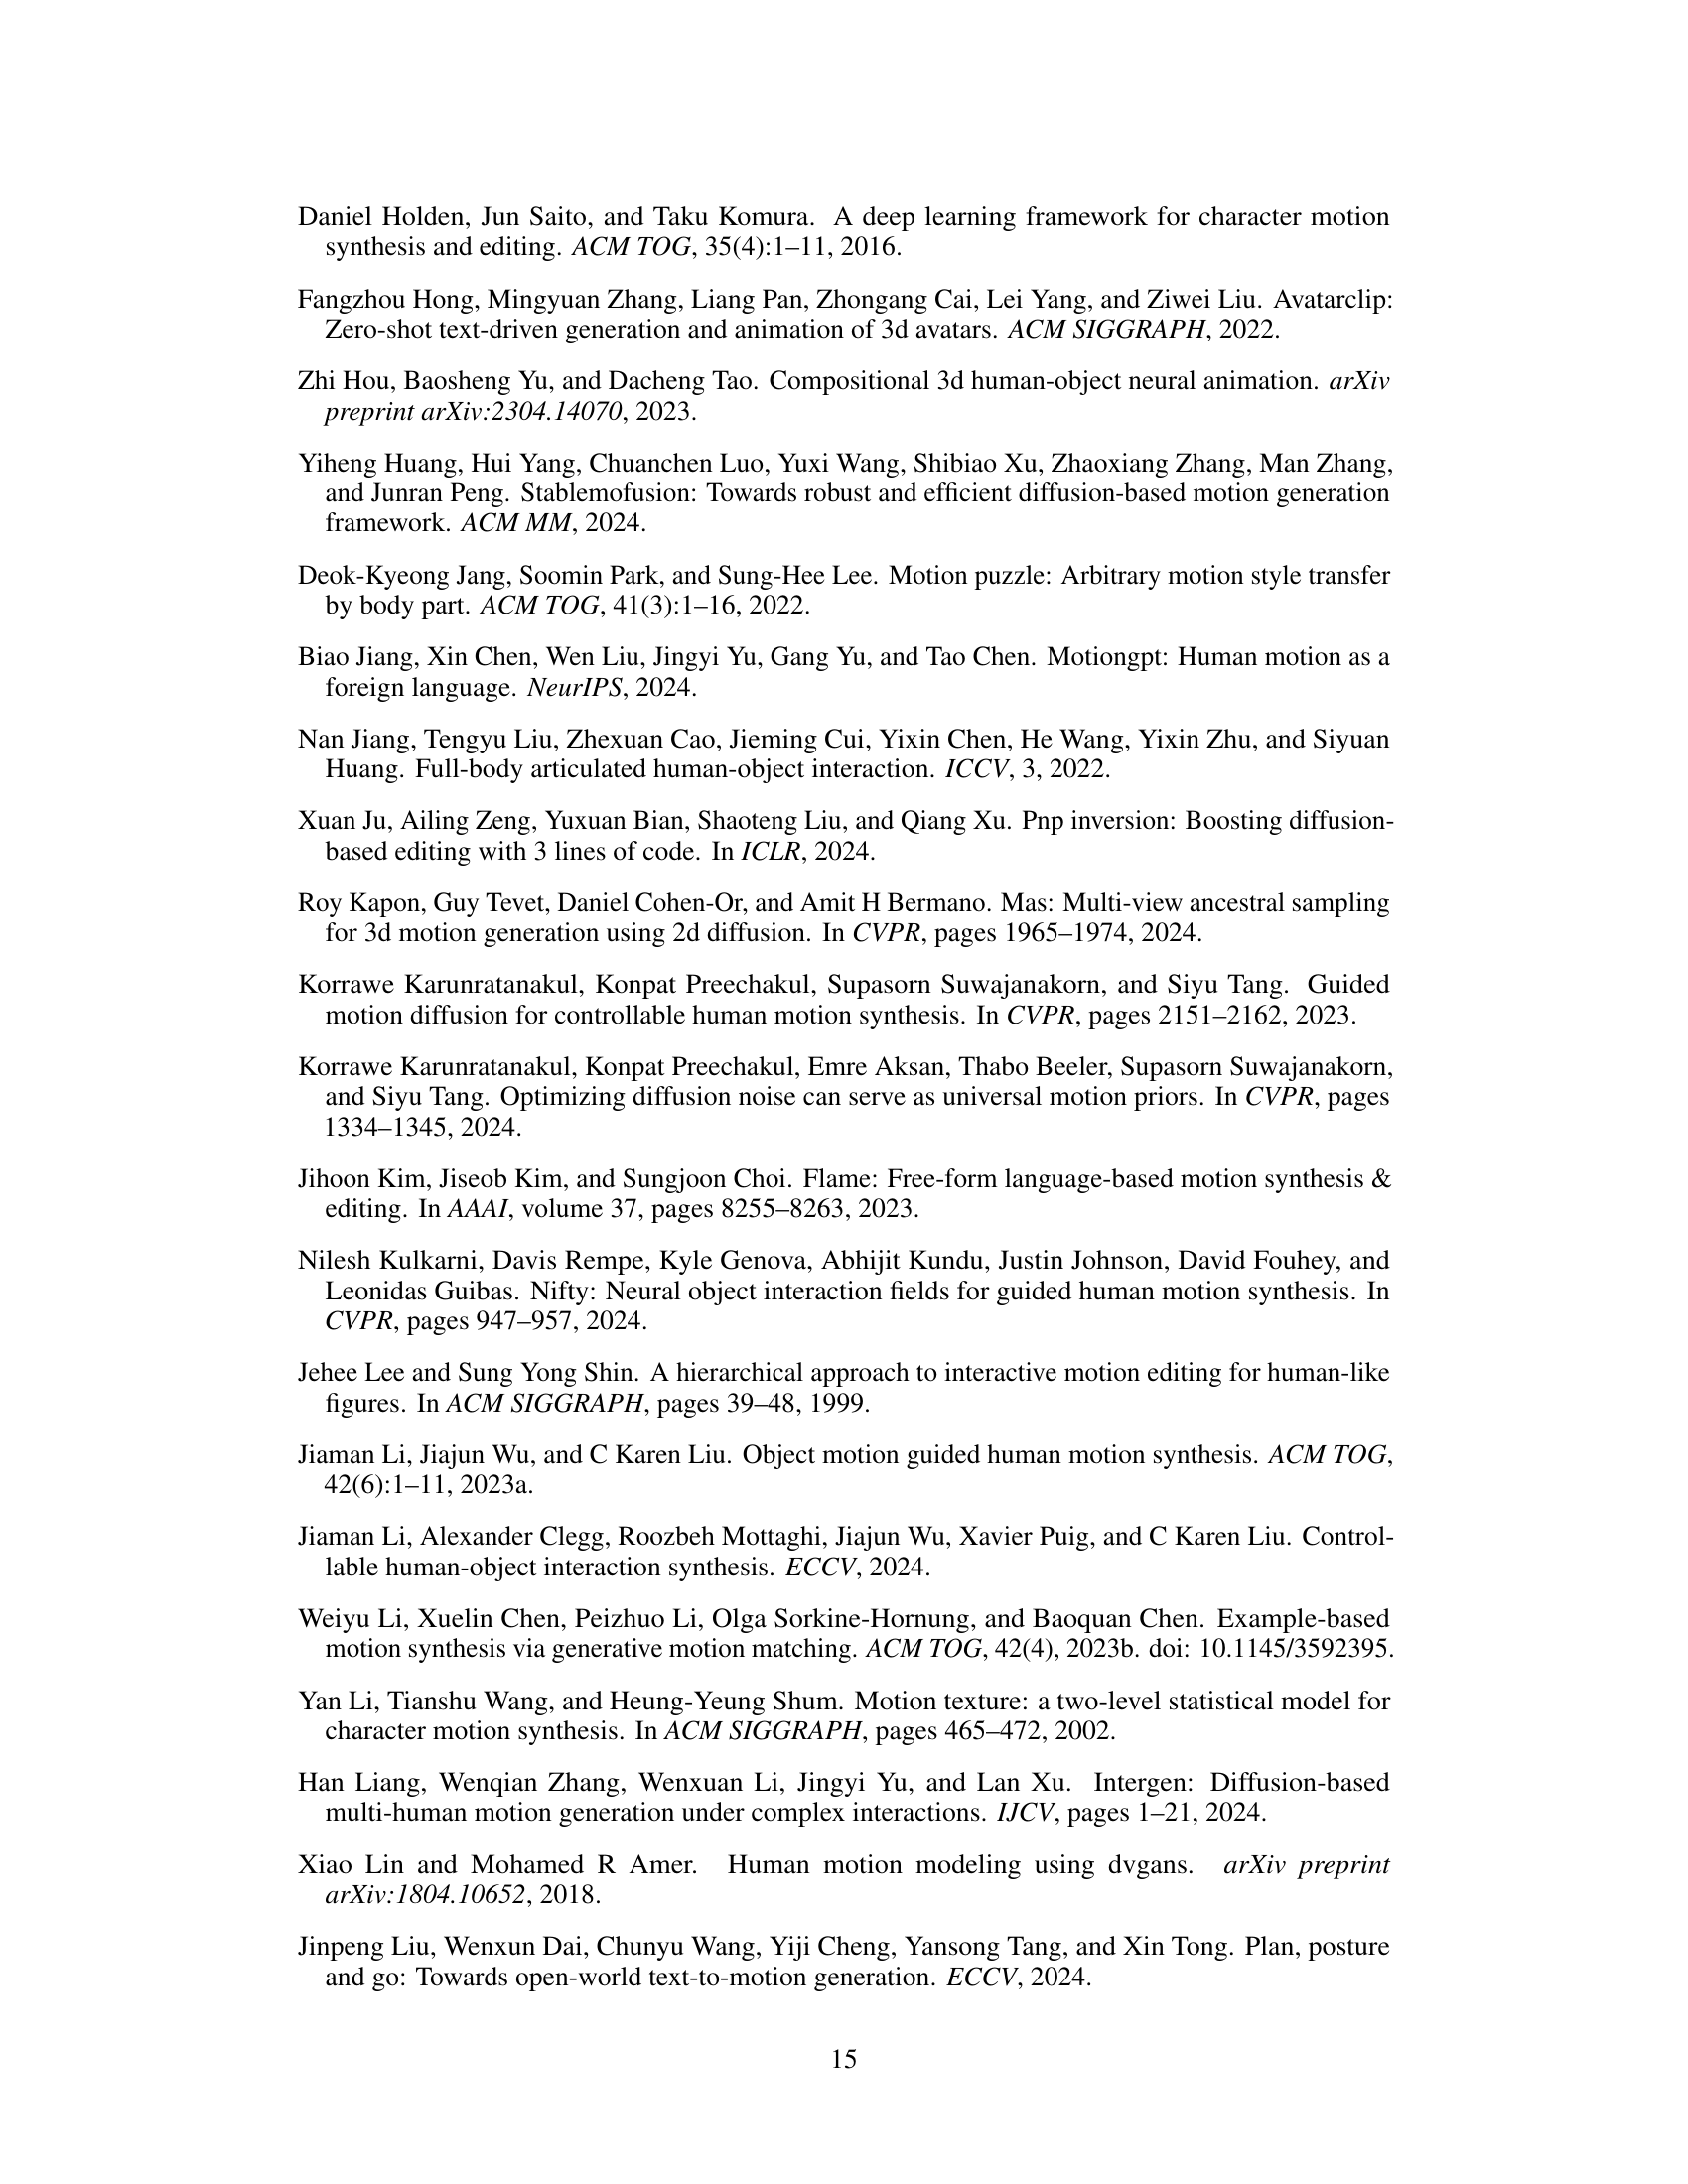 Daniel Holden, Jun Saito, and Taku Komura. A deep learning framework for character motion
synthesis and editing. ACM TOG, 35(4):1–11, 2016.
Fangzhou Hong, Mingyuan Zhang, Liang Pan, Zhongang Cai, Lei Yang, and Ziwei Liu. Avatarclip:
Zero-shot text-driven generation and animation of 3d avatars. ACM SIGGRAPH, 2022.
Zhi Hou, Baosheng Yu, and Dacheng Tao. Compositional 3d human-object neural animation. arXiv
preprint arXiv:2304.14070, 2023.
Yiheng Huang, Hui Yang, Chuanchen Luo, Yuxi Wang, Shibiao Xu, Zhaoxiang Zhang, Man Zhang,
and Junran Peng. Stablemofusion: Towards robust and efficient diffusion-based motion generation
framework. ACM MM, 2024.
Deok-Kyeong Jang, Soomin Park, and Sung-Hee Lee. Motion puzzle: Arbitrary motion style transfer
by body part. ACM TOG, 41(3):1–16, 2022.
Biao Jiang, Xin Chen, Wen Liu, Jingyi Yu, Gang Yu, and Tao Chen. Motiongpt: Human motion as a
foreign language. NeurIPS, 2024.
Nan Jiang, Tengyu Liu, Zhexuan Cao, Jieming Cui, Yixin Chen, He Wang, Yixin Zhu, and Siyuan
Huang. Full-body articulated human-object interaction. ICCV, 3, 2022.
Xuan Ju, Ailing Zeng, Yuxuan Bian, Shaoteng Liu, and Qiang Xu. Pnp inversion: Boosting diffusion-
based editing with 3 lines of code. In ICLR, 2024.
Roy Kapon, Guy Tevet, Daniel Cohen-Or, and Amit H Bermano. Mas: Multi-view ancestral sampling
for 3d motion generation using 2d diffusion. In CVPR, pages 1965–1974, 2024.
Korrawe Karunratanakul, Konpat Preechakul, Supasorn Suwajanakorn, and Siyu Tang. Guided
motion diffusion for controllable human motion synthesis. In CVPR, pages 2151–2162, 2023.
Korrawe Karunratanakul, Konpat Preechakul, Emre Aksan, Thabo Beeler, Supasorn Suwajanakorn,
and Siyu Tang. Optimizing diffusion noise can serve as universal motion priors. In CVPR, pages
1334–1345, 2024.
Jihoon Kim, Jiseob Kim, and Sungjoon Choi. Flame: Free-form language-based motion synthesis &
editing. In AAAI, volume 37, pages 8255–8263, 2023.
Nilesh Kulkarni, Davis Rempe, Kyle Genova, Abhijit Kundu, Justin Johnson, David Fouhey, and
Leonidas Guibas. Nifty: Neural object interaction fields for guided human motion synthesis. In
CVPR, pages 947–957, 2024.
Jehee Lee and Sung Yong Shin. A hierarchical approach to interactive motion editing for human-like
figures. In ACM SIGGRAPH, pages 39–48, 1999.
Jiaman Li, Jiajun Wu, and C Karen Liu. Object motion guided human motion synthesis. ACM TOG,
42(6):1–11, 2023a.
Jiaman Li, Alexander Clegg, Roozbeh Mottaghi, Jiajun Wu, Xavier Puig, and C Karen Liu. Control-
lable human-object interaction synthesis. ECCV, 2024.
Weiyu Li, Xuelin Chen, Peizhuo Li, Olga Sorkine-Hornung, and Baoquan Chen. Example-based
motion synthesis via generative motion matching. ACM TOG, 42(4), 2023b. doi: 10.1145/3592395.
Yan Li, Tianshu Wang, and Heung-Yeung Shum. Motion texture: a two-level statistical model for
character motion synthesis. In ACM SIGGRAPH, pages 465–472, 2002.
Han Liang, Wenqian Zhang, Wenxuan Li, Jingyi Yu, and Lan Xu. Intergen: Diffusion-based
multi-human motion generation under complex interactions. IJCV, pages 1–21, 2024.
Xiao Lin and Mohamed R Amer. Human motion modeling using dvgans. arXiv preprint
arXiv:1804.10652, 2018.
Jinpeng Liu, Wenxun Dai, Chunyu Wang, Yiji Cheng, Yansong Tang, and Xin Tong. Plan, posture
and go: Towards open-world text-to-motion generation. ECCV, 2024.
15